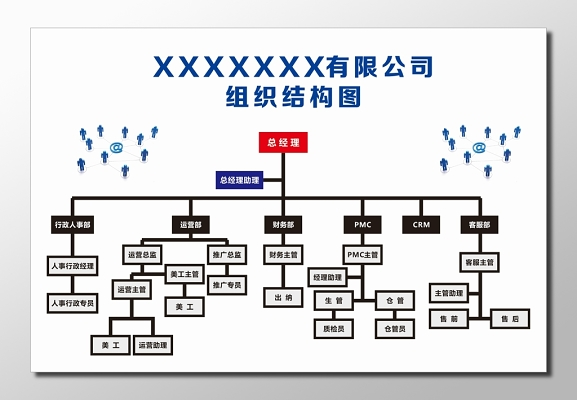 XXXXXXX有限公司
组织结构图
总经理
总经理助理
行政人事部
运营部
财务部
PMC
CRM
客服部
人事行政经理
人事行政专员
运营总监
推广总监
美工主管
推广专员
运营主管
美 工
美 工
运营助理
财务主管
出 纳
PMC主管
经理助理
生 管
仓 管
质检员
仓管员
客服主管
主管助理
售 前
售 后
@
@